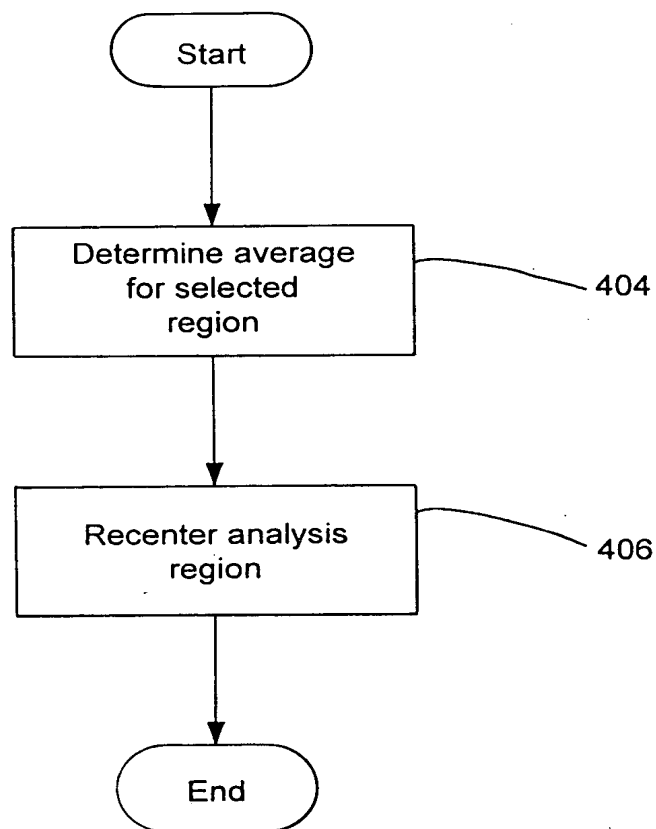 Start
Determine average
for selected
region
404
Recenter analysis
region
406
End